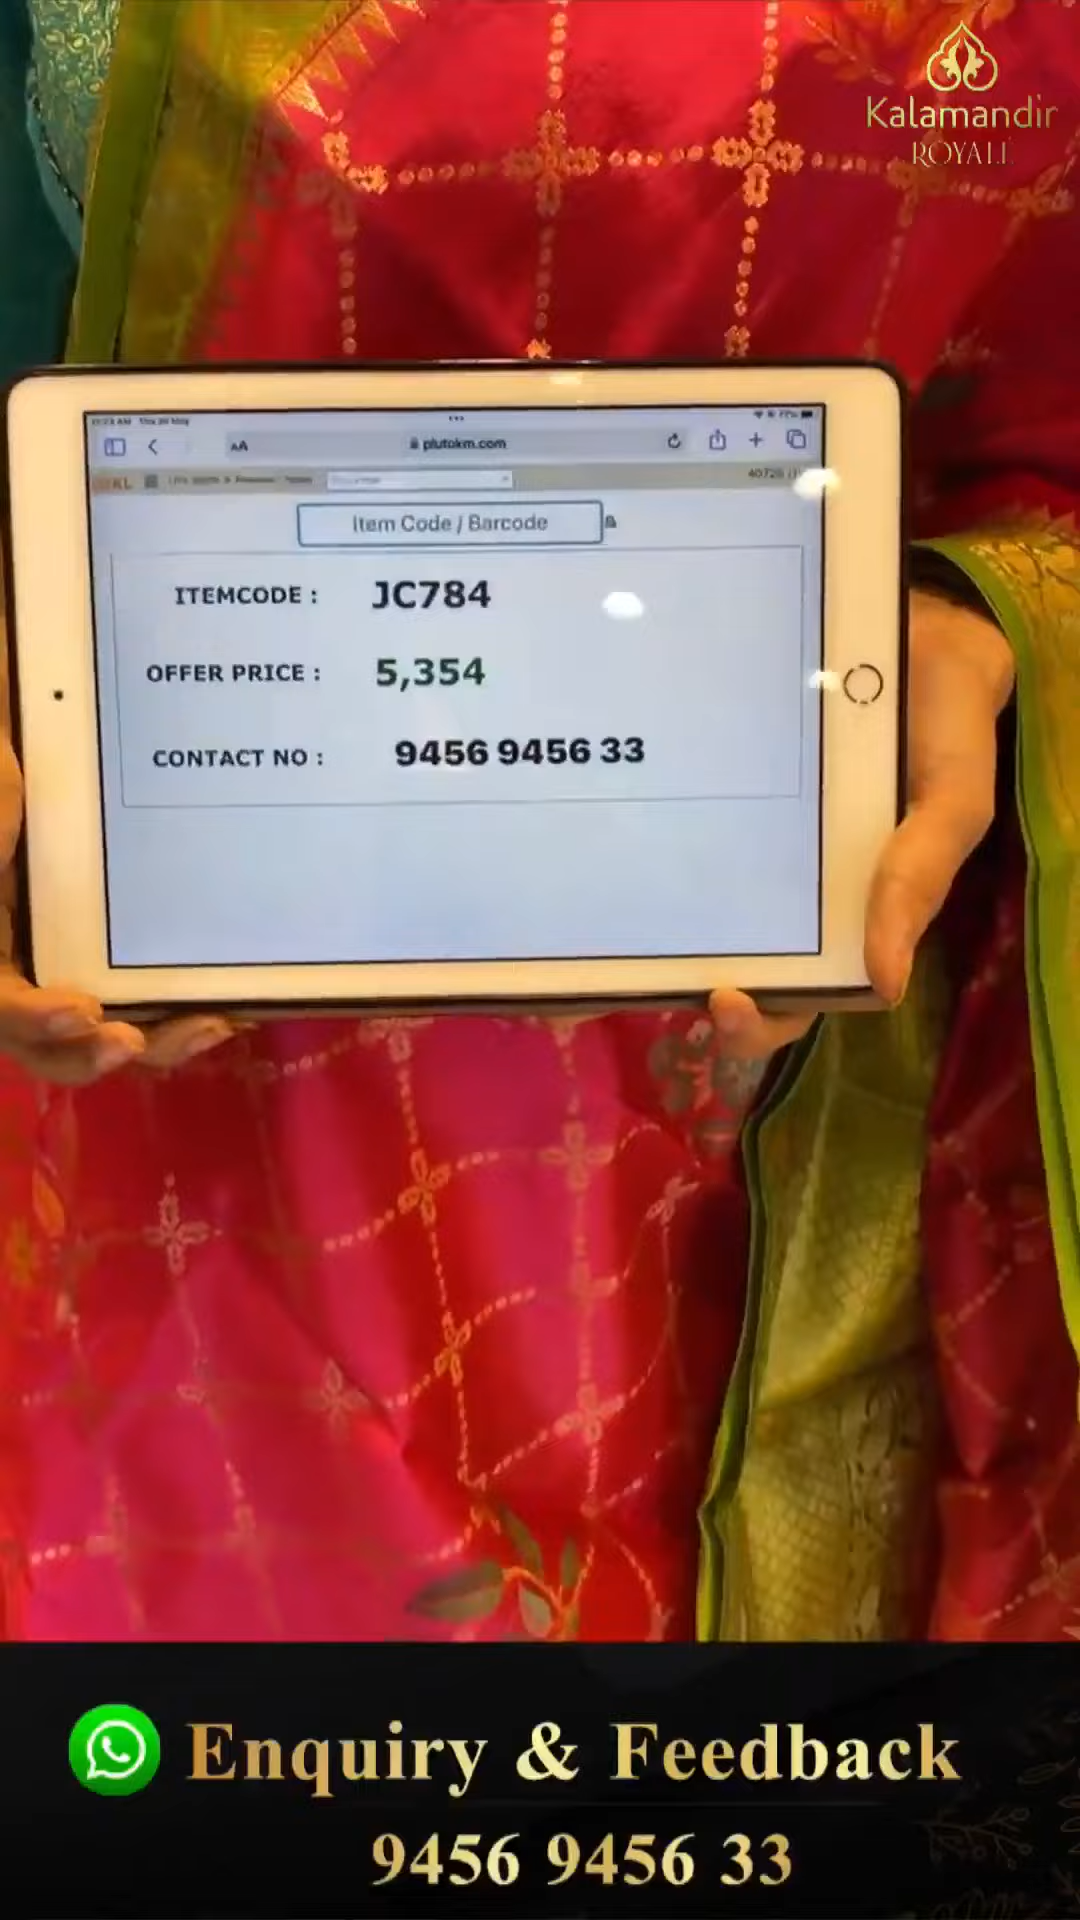 Kalamandir
ROYALE
plutokm.com
Item Code / Barcode
ITEMCODE : JC784
OFFER PRICE : 5,354
CONTACT NO : 9456 9456 33
Enquiry & Feedback
9456 9456 33